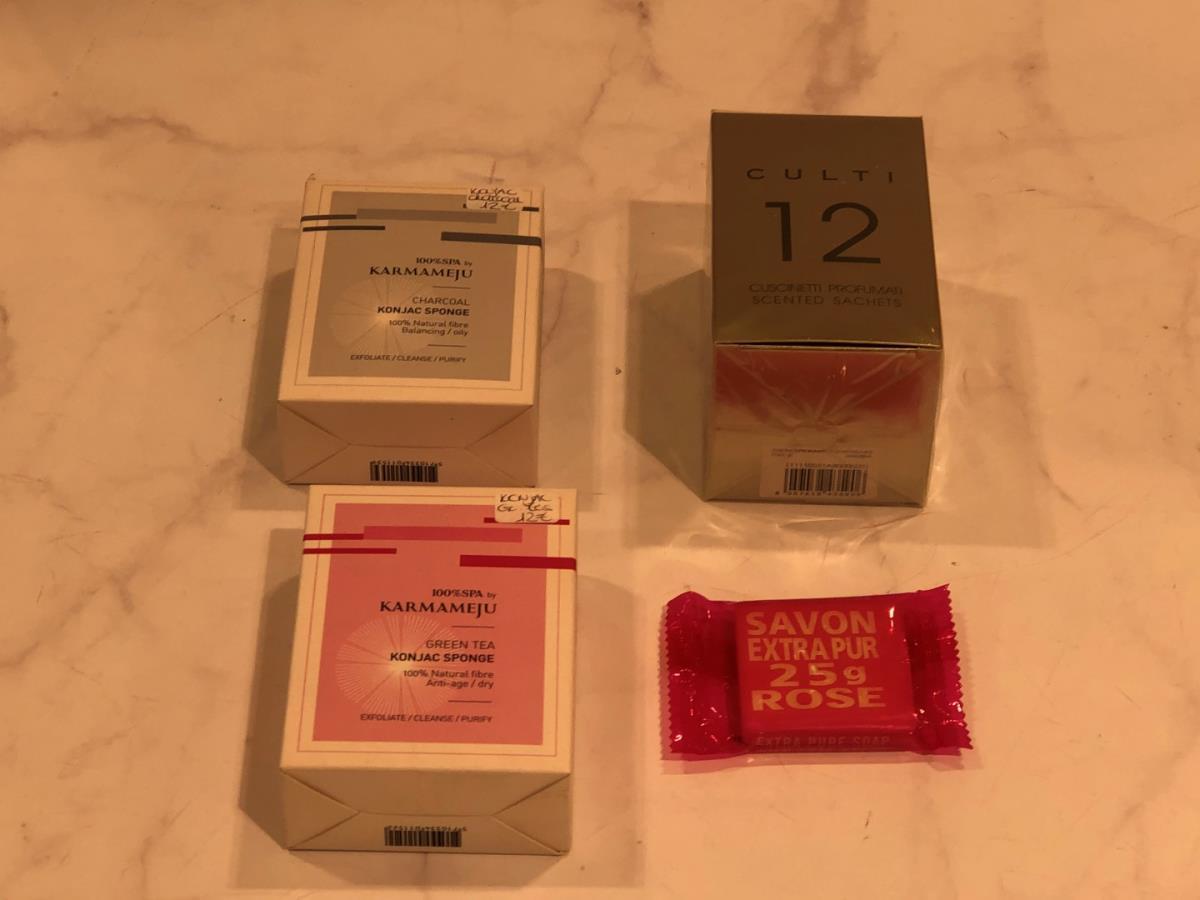 KONJAC
charcoal
12€
100%SPA by
KARMAMEJU
CHARCOAL
KONJAC SPONGE
100% Natural fibre
Balancing / oily
EXFOLIATE / CLEANSE / PURIFY
CULTI
12
CUSCINETTI PROFUMATI
SCENTED SACHETS
KONJAC
12€
100%SPA by
KARMAMEJU
GREEN TEA
KONJAC SPONGE
100% Natural fibre
Anti-age / dry
EXFOLIATE / CLEANSE / PURIFY
SAVON
EXTRA PUR
25g
ROSE
EXTRA PURE SOAP